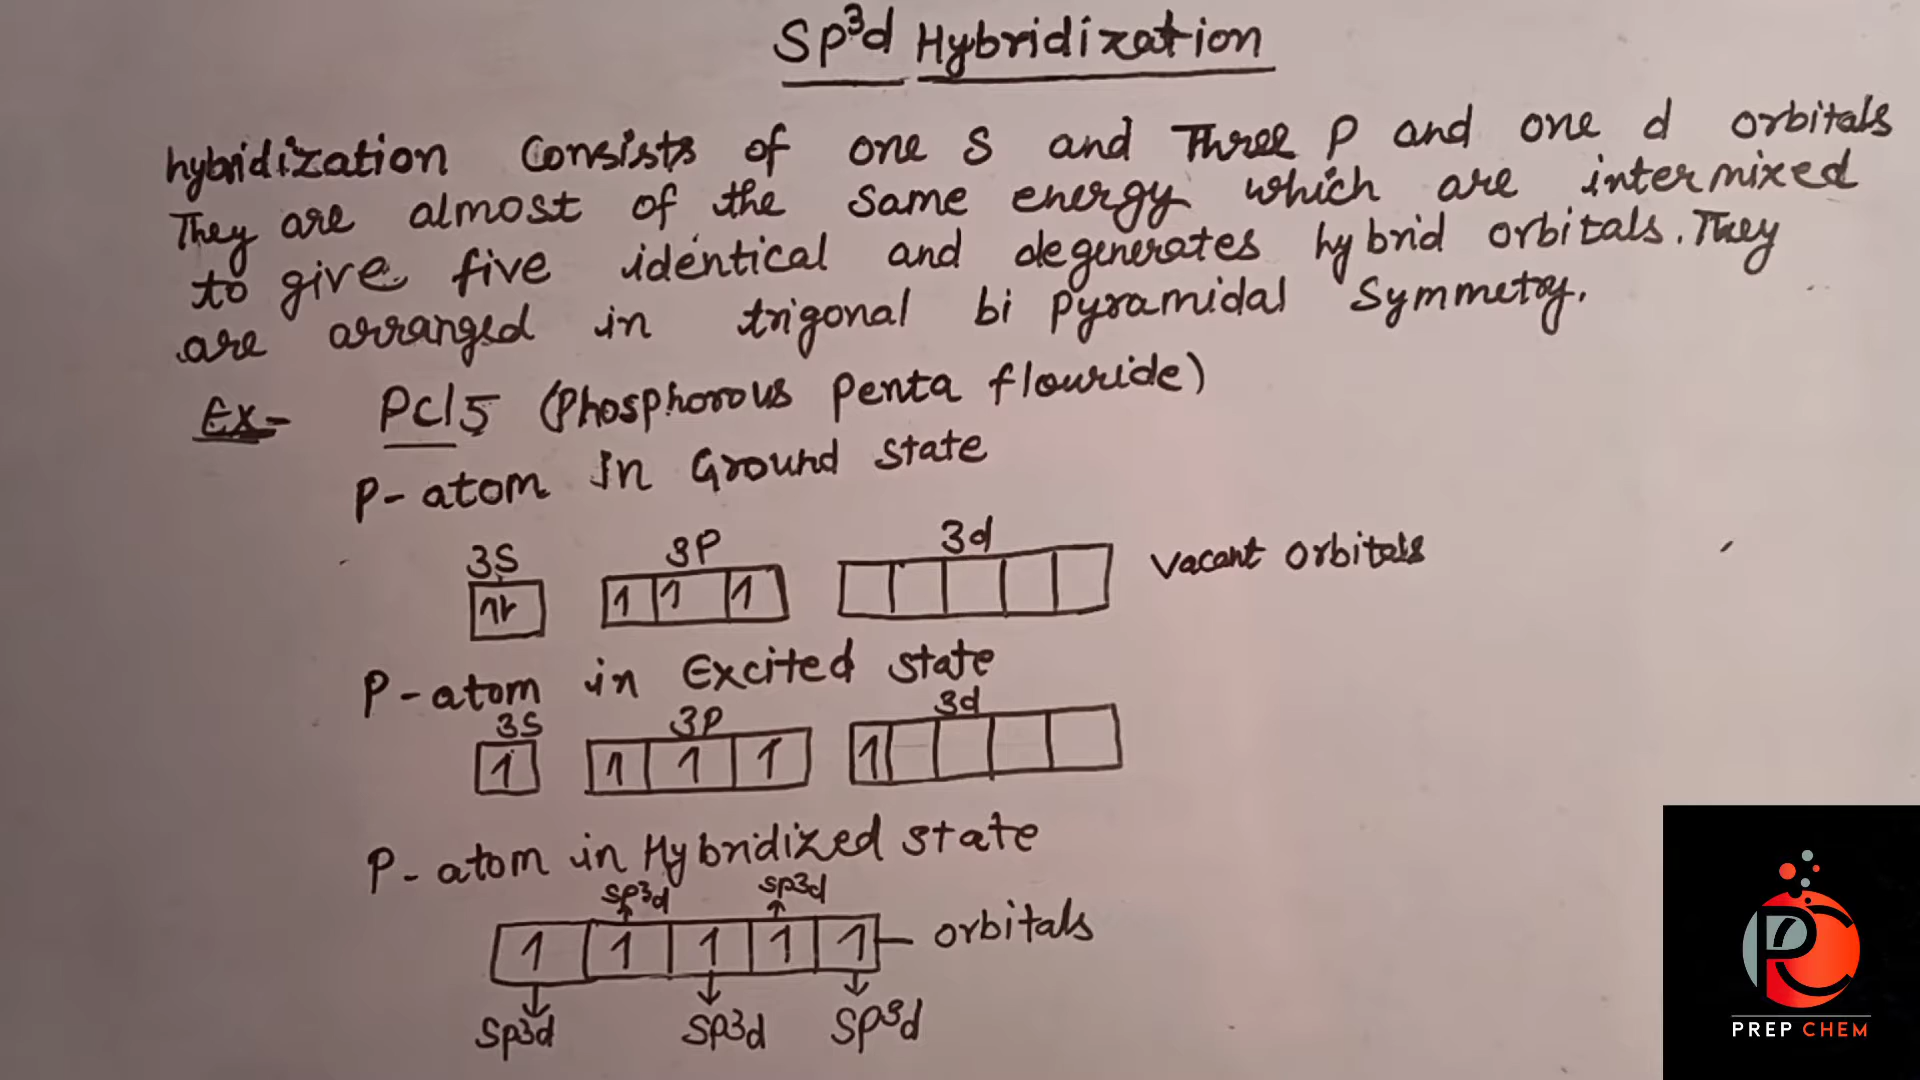 Sp³d Hybridization
hybridization Consists of one S and Three P and one d orbitals
They are almost of the same energy which are intermixed
to give five identical and degenerates hybrid orbitals. They
are arranged in trigonal bi pyramidal Symmetry.
Ex- PCl5 (Phosphorous Penta flouride)
P-atom in Ground state
3S 3P 3d
1 1 1 1 1 vacant orbitals
P-atom in Excited state
3S 3P 3d
1 1 1 1 1
P-atom in Hybridized state
sp³d sp³d
1 1 1 1 1 - orbitals
Sp³d Sp³d SP³d
PC
PREP CHEM